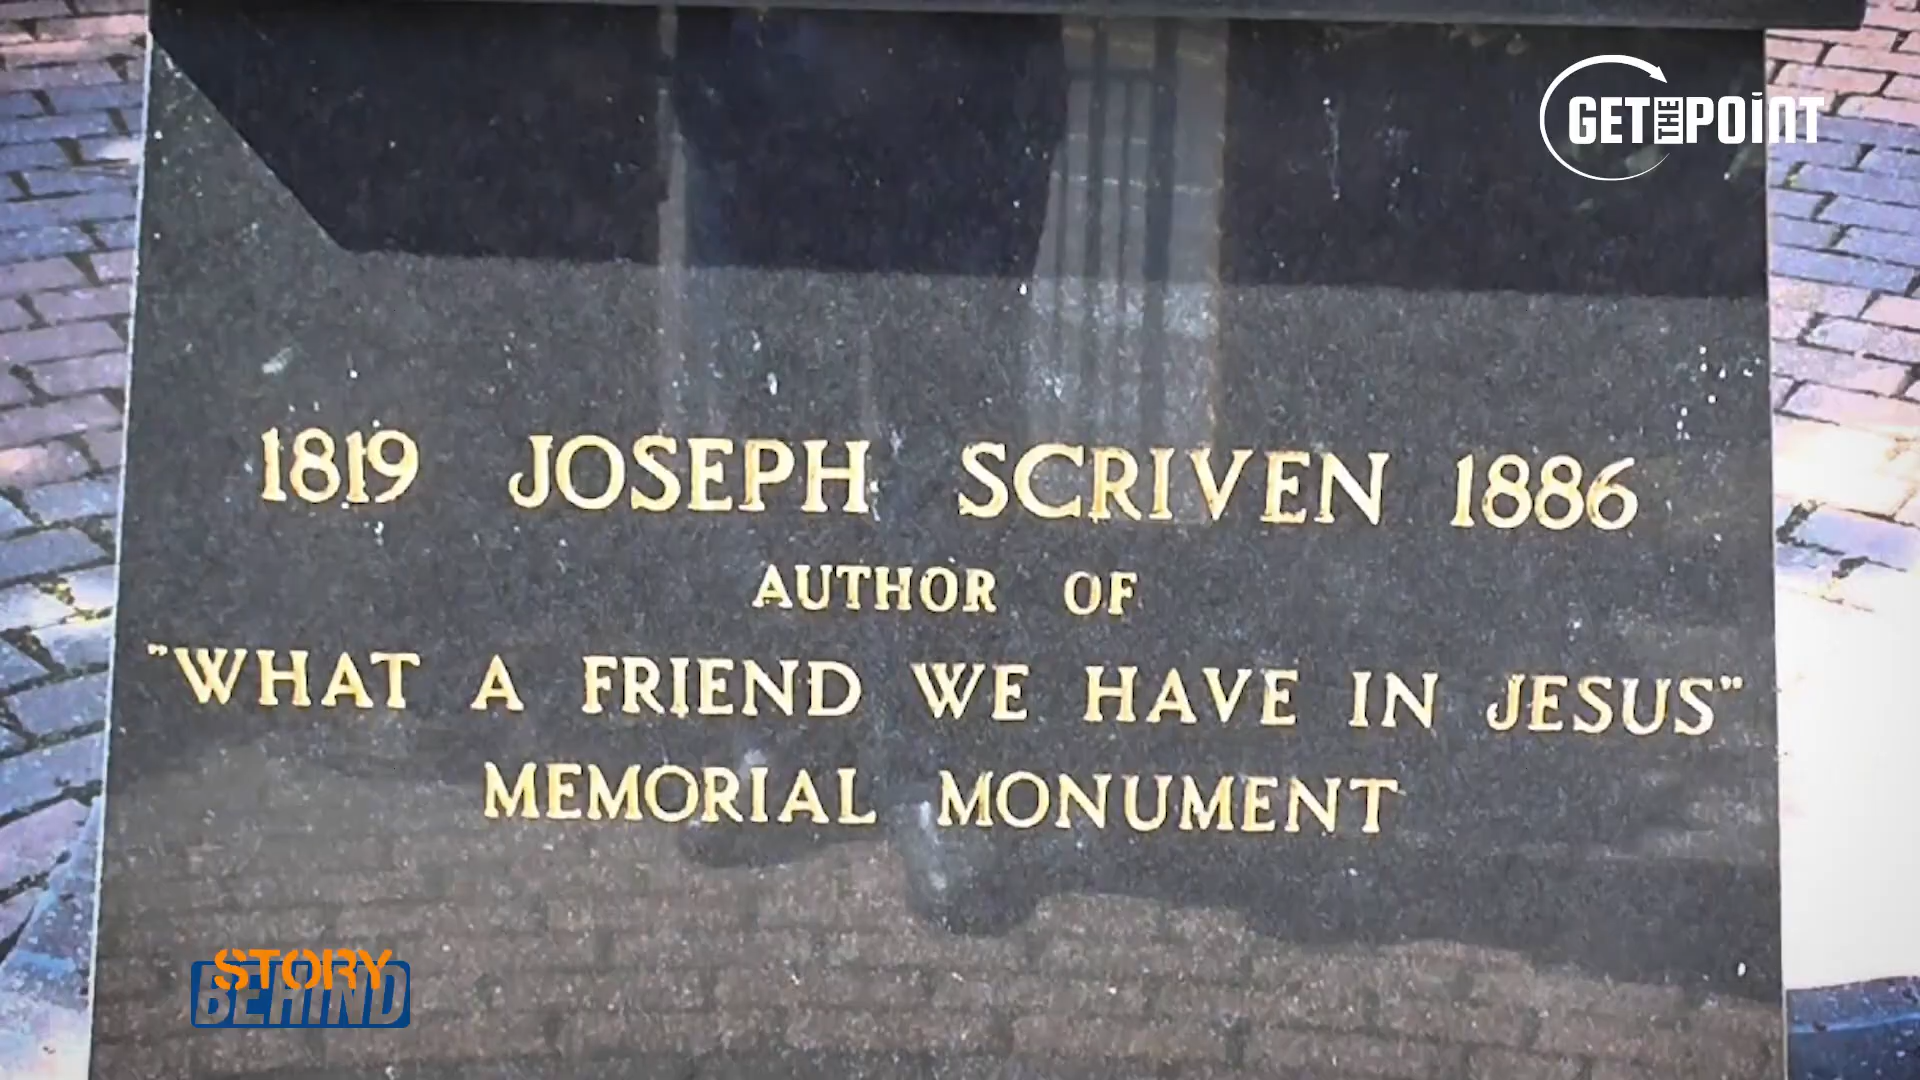 GET THE POINT
1819 JOSEPH SCRIVEN 1886
AUTHOR OF
"WHAT A FRIEND WE HAVE IN JESUS"
MEMORIAL MONUMENT
STORY
BEHIND